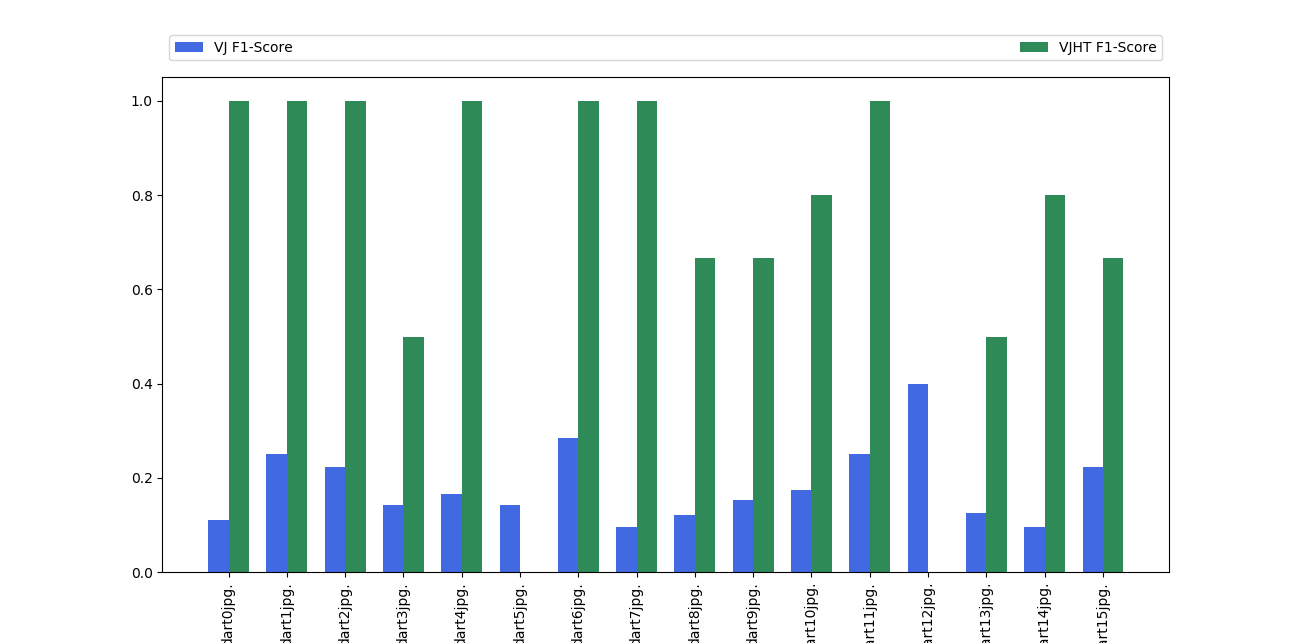 VJ F1-Score
VJHT F1-Score
1.0
0.8
0.6
0.4
0.2
0.0
dart0jpg.
dart1jpg.
dart2jpg.
dart3jpg.
dart4jpg.
dart5jpg.
dart6jpg.
dart7jpg.
dart8jpg.
dart9jpg.
art10jpg.
art11jpg.
art12jpg.
art13jpg.
art14jpg.
art15jpg.